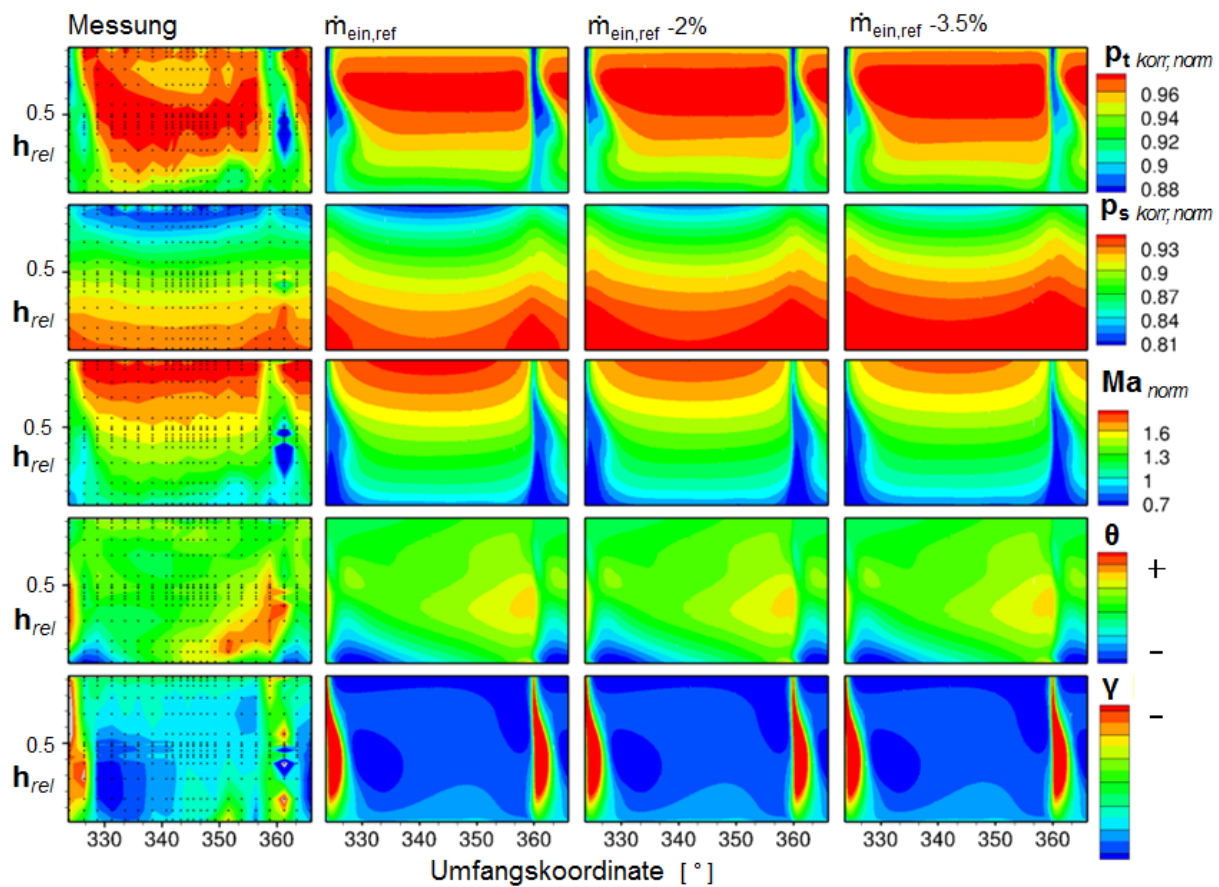 Messung ṁein,ref ṁein,ref -2% ṁein,ref -3.5%
pt korr,norm
0.96
0.94
0.92
0.9
0.88
0.5
hrel
ps korr,norm
0.93
0.9
0.87
0.84
0.81
0.5
hrel
Ma norm
1.6
1.3
1
0.7
0.5
hrel
θ
+
−
0.5
hrel
γ
−
0.5
hrel
330 340 350 360 330 340 350 360 330 340 350 360 330 340 350 360
Umfangskoordinate [ ° ]